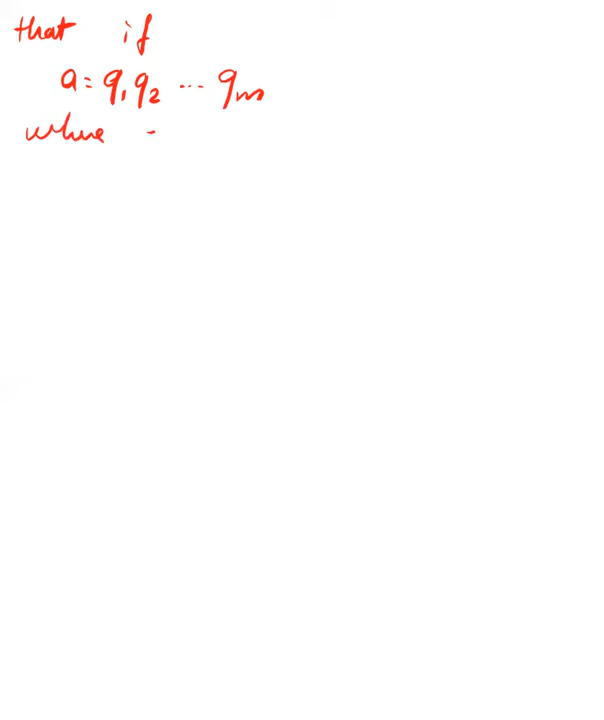 that if
a = q₁q₂ ... qₘ
where -